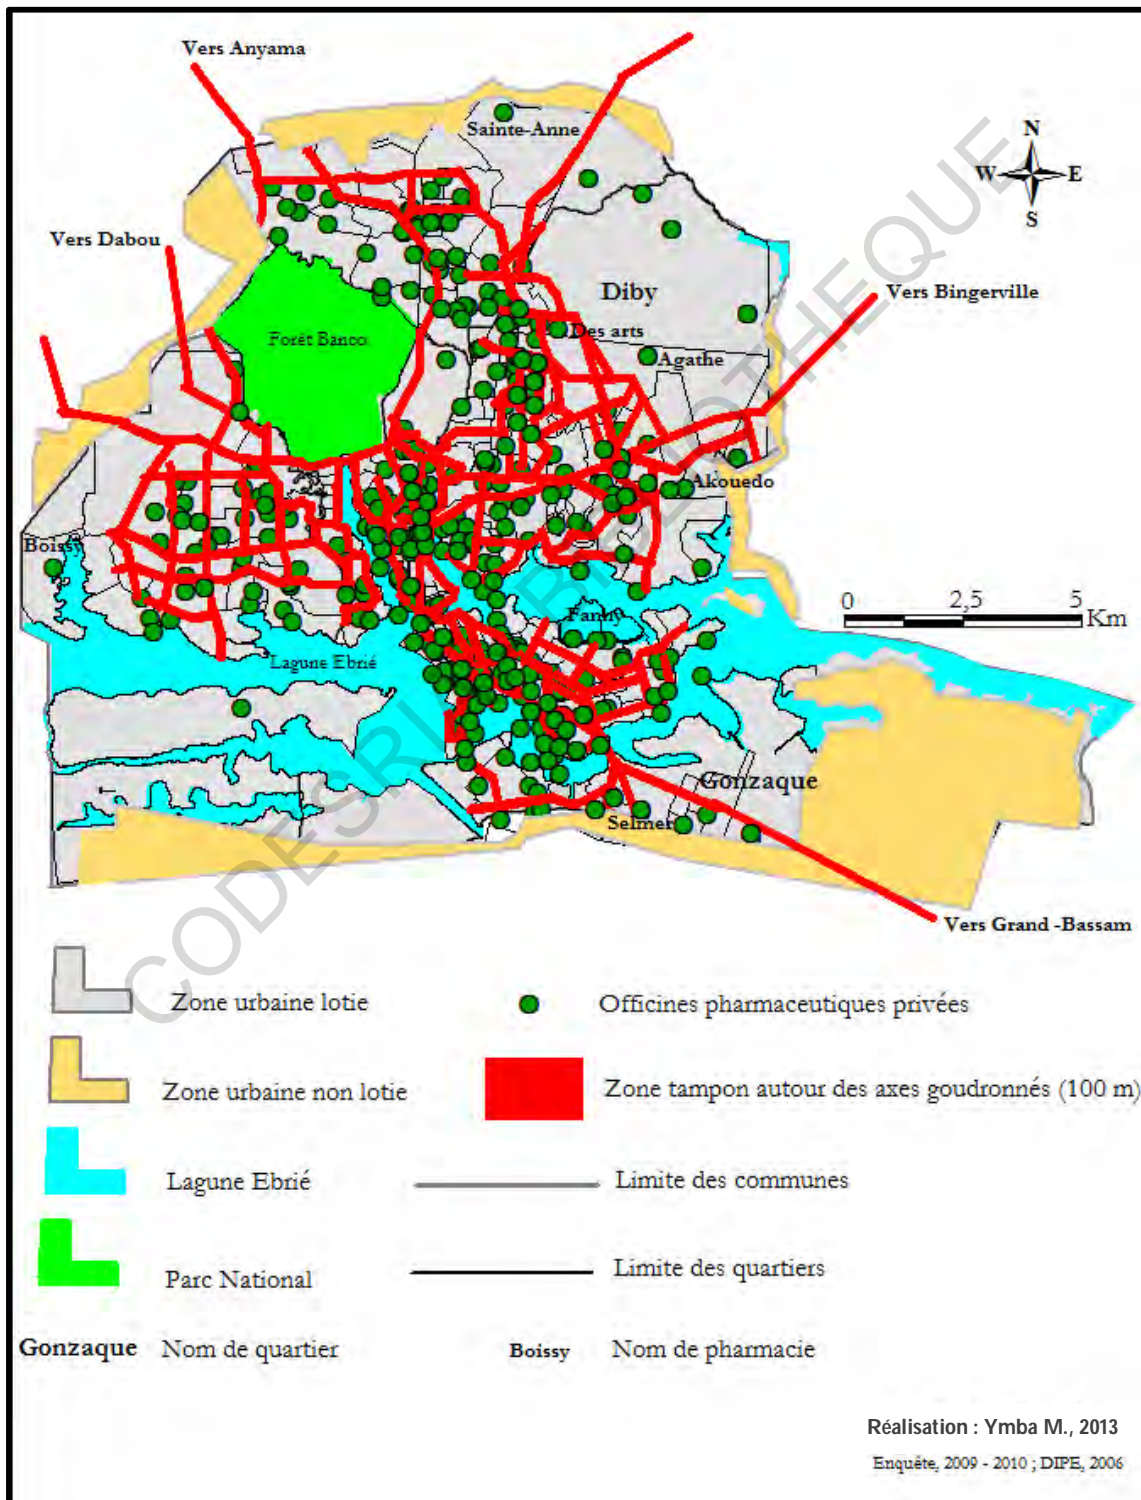 Vers Anyama
Sainte-Anne
N
W E
S
Vers Dabou
Diby
Vers Bingerville
Forêt Banco
Des arts
Agathe
Akouedo
Boissy
0 2,5 5
Km
Fanny
Lagune Ebrié
Gonzaque
Selmer
Vers Grand -Bassam
CODESRIA - BIBLIOTHEQUE
Zone urbaine lotie
Officines pharmaceutiques privées
Zone urbaine non lotie
Zone tampon autour des axes goudronnés (100 m)
Lagune Ebrié
Limite des communes
Parc National
Limite des quartiers
Gonzaque Nom de quartier
Boissy Nom de pharmacie
Réalisation : Ymba M., 2013
Enquête, 2009 - 2010 ; DIPE, 2006